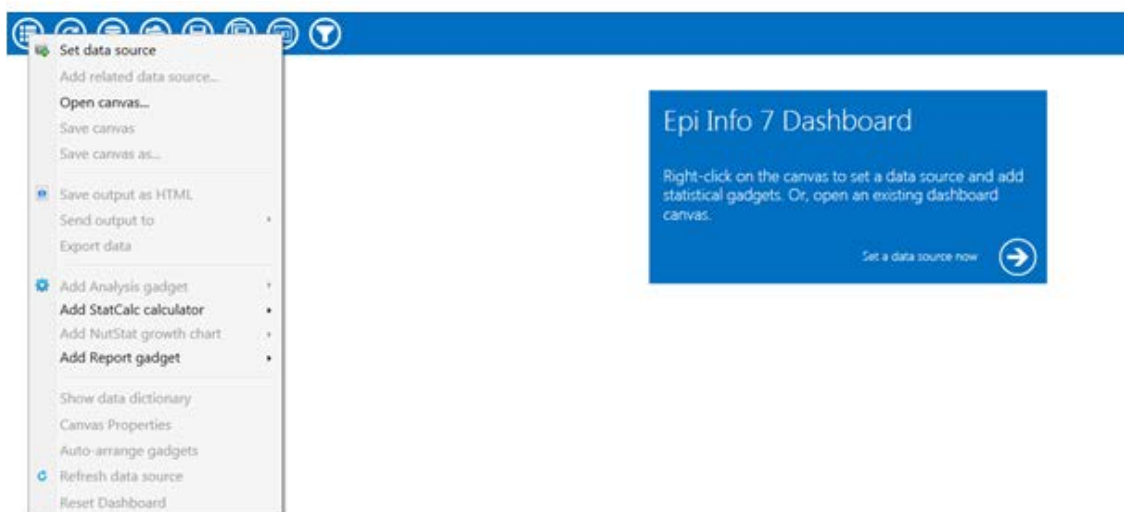 Set data source
Add related data source...
Open canvas...
Save canvas
Save canvas as...
Save output as HTML
Send output to
Export data
Add Analysis gadget
Add StatCalc calculator
Add NutStat growth chart
Add Report gadget
Show data dictionary
Canvas Properties
Auto-arrange gadgets
Refresh data source
Reset Dashboard
Epi Info 7 Dashboard
Right-click on the canvas to set a data source and add
statistical gadgets. Or, open an existing dashboard
canvas.
Set a data source now